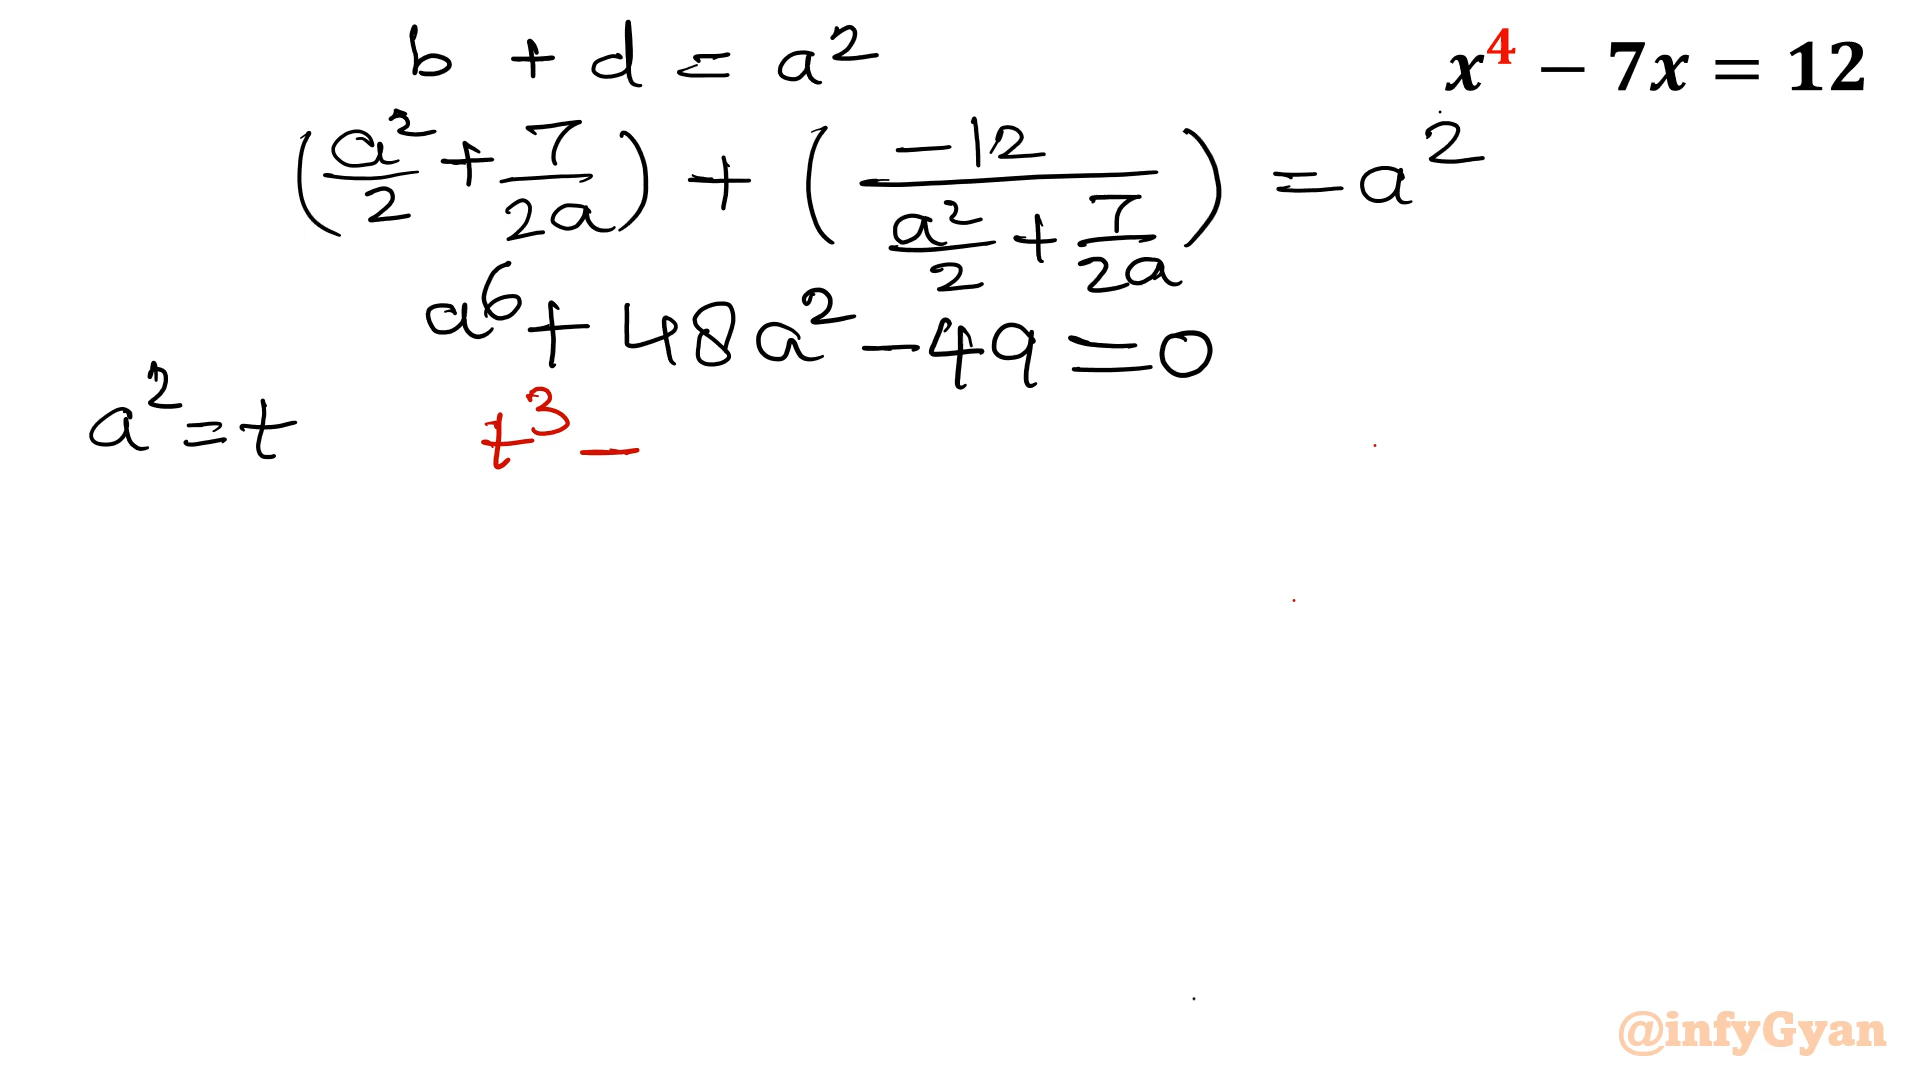 b + d = a²
x⁴ − 7x = 12
(a²/2 + 7/2a) + (−12/(a²/2 + 7/2a)) = a²
a⁶ + 48a² − 49 = 0
a² = t
t³ −
@infyGyan